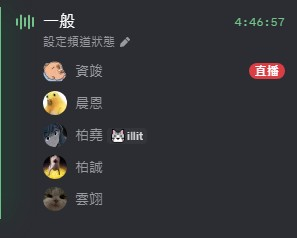 一般 4:46:57
設定頻道狀態
資竣 直播
晨恩
柏堯 illit
柏誠
雲翊